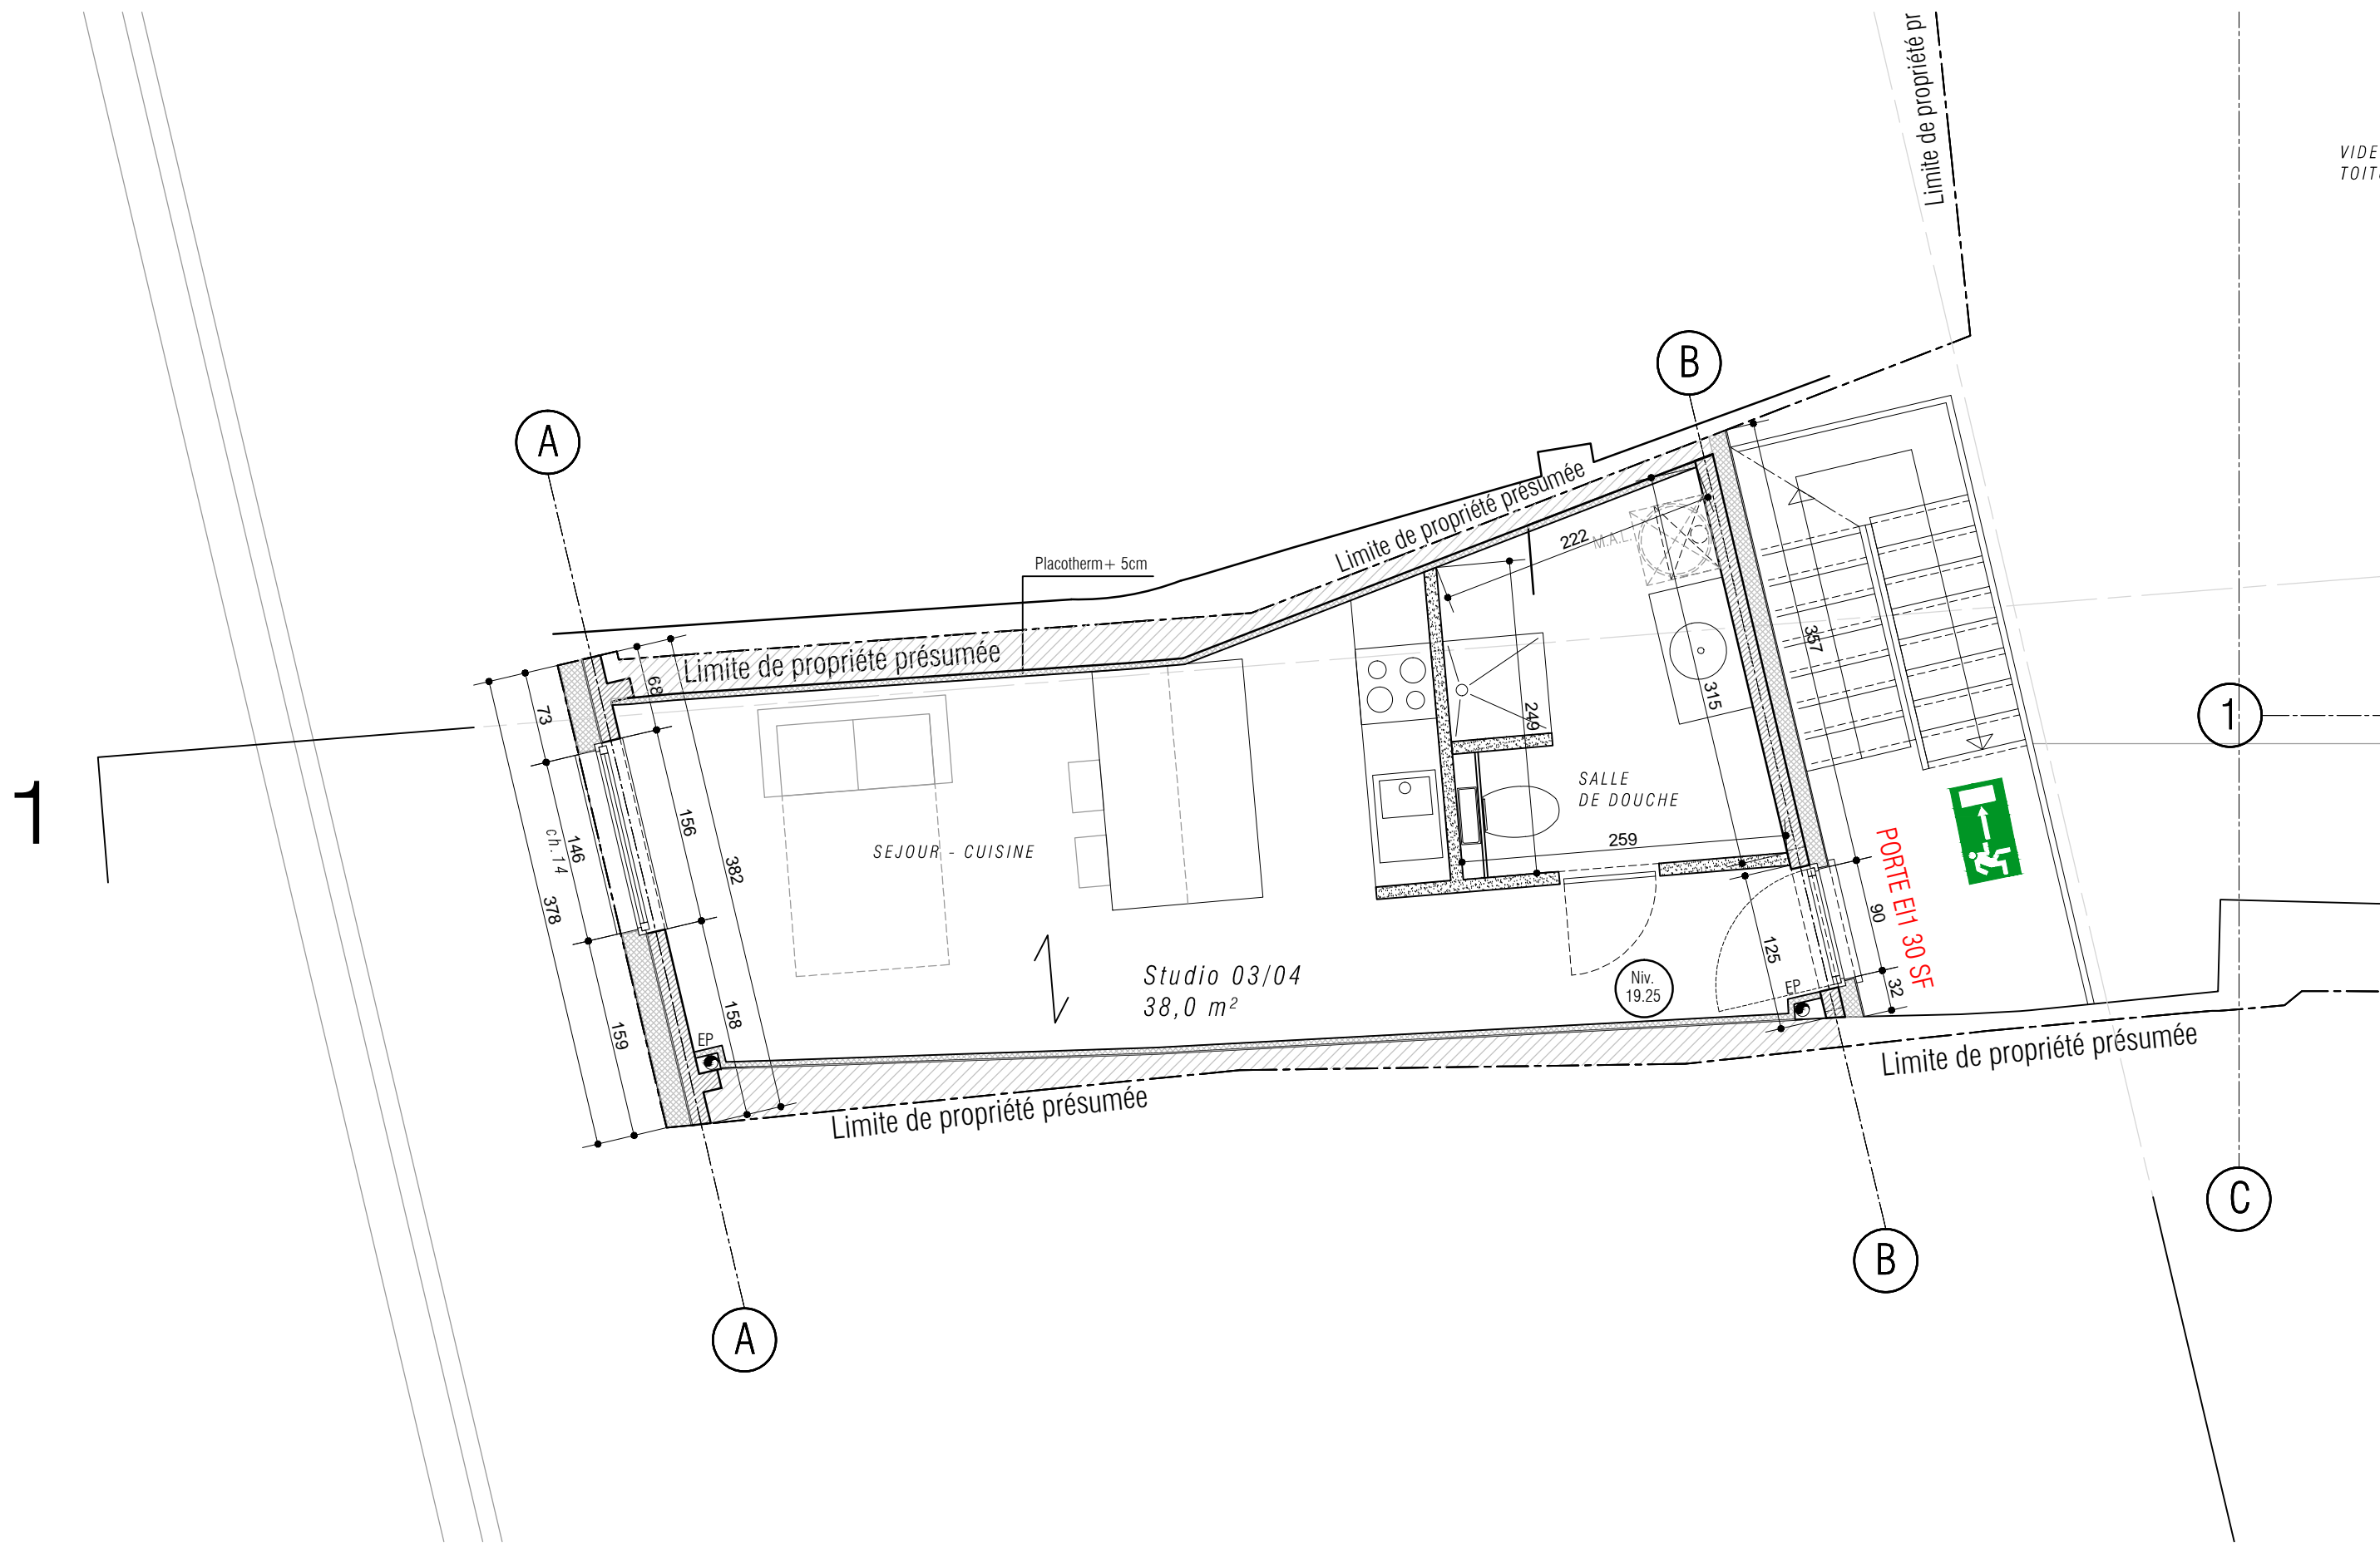 Limite de propriété pr
VIDE
TOIT
B
A
Limite de propriété présumée
222
M.A.L.
Placotherm+ 5cm
Limite de propriété présumée
68
73
357
315
249
1
1
156
146
ch.14
382
378
SALLE
DE DOUCHE
259
SEJOUR - CUISINE
PORTE EI1 30 SF
90
125
32
Studio 03/04
38,0 m²
Niv.
19.25
EP
158
159
EP
Limite de propriété présumée
Limite de propriété présumée
C
B
A